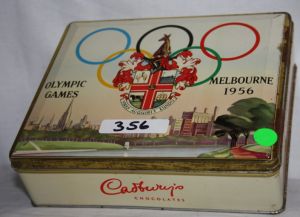 OLYMPIC
GAMES
MELBOURNE
1956
356
Cadbury's
CHOCOLATES